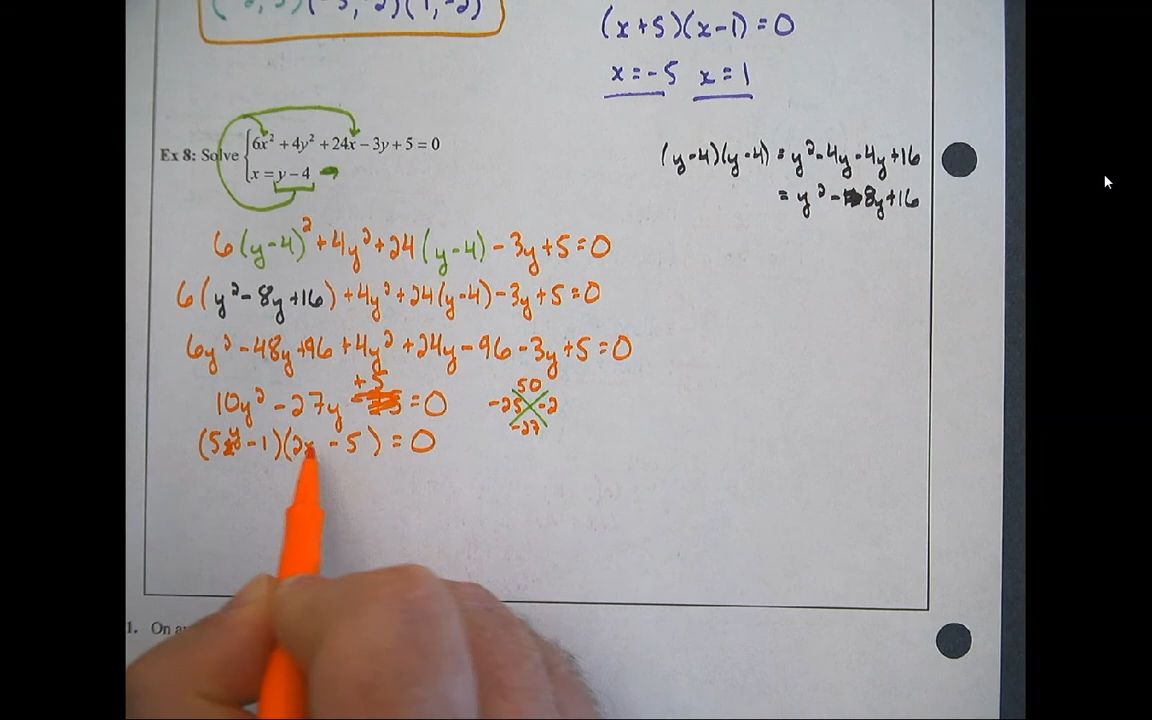 (x+5)(x-1)=0
x=-5 x=1
Ex 8: Solve
6x² + 4y² + 24x - 3y + 5 = 0
x = y - 4
(y-4)(y-4) = y²-4y-4y+16
= y²-8y+16
6(y-4)²+4y²+24(y-4)-3y+5=0
6(y²-8y+16)+4y²+24(y-4)-3y+5=0
6y²-48y+96+4y²+24y-96-3y+5=0
10y²-27y +5 =0
50
-25 -2
-27
(5y-1)(2x-5)=0
1. On a